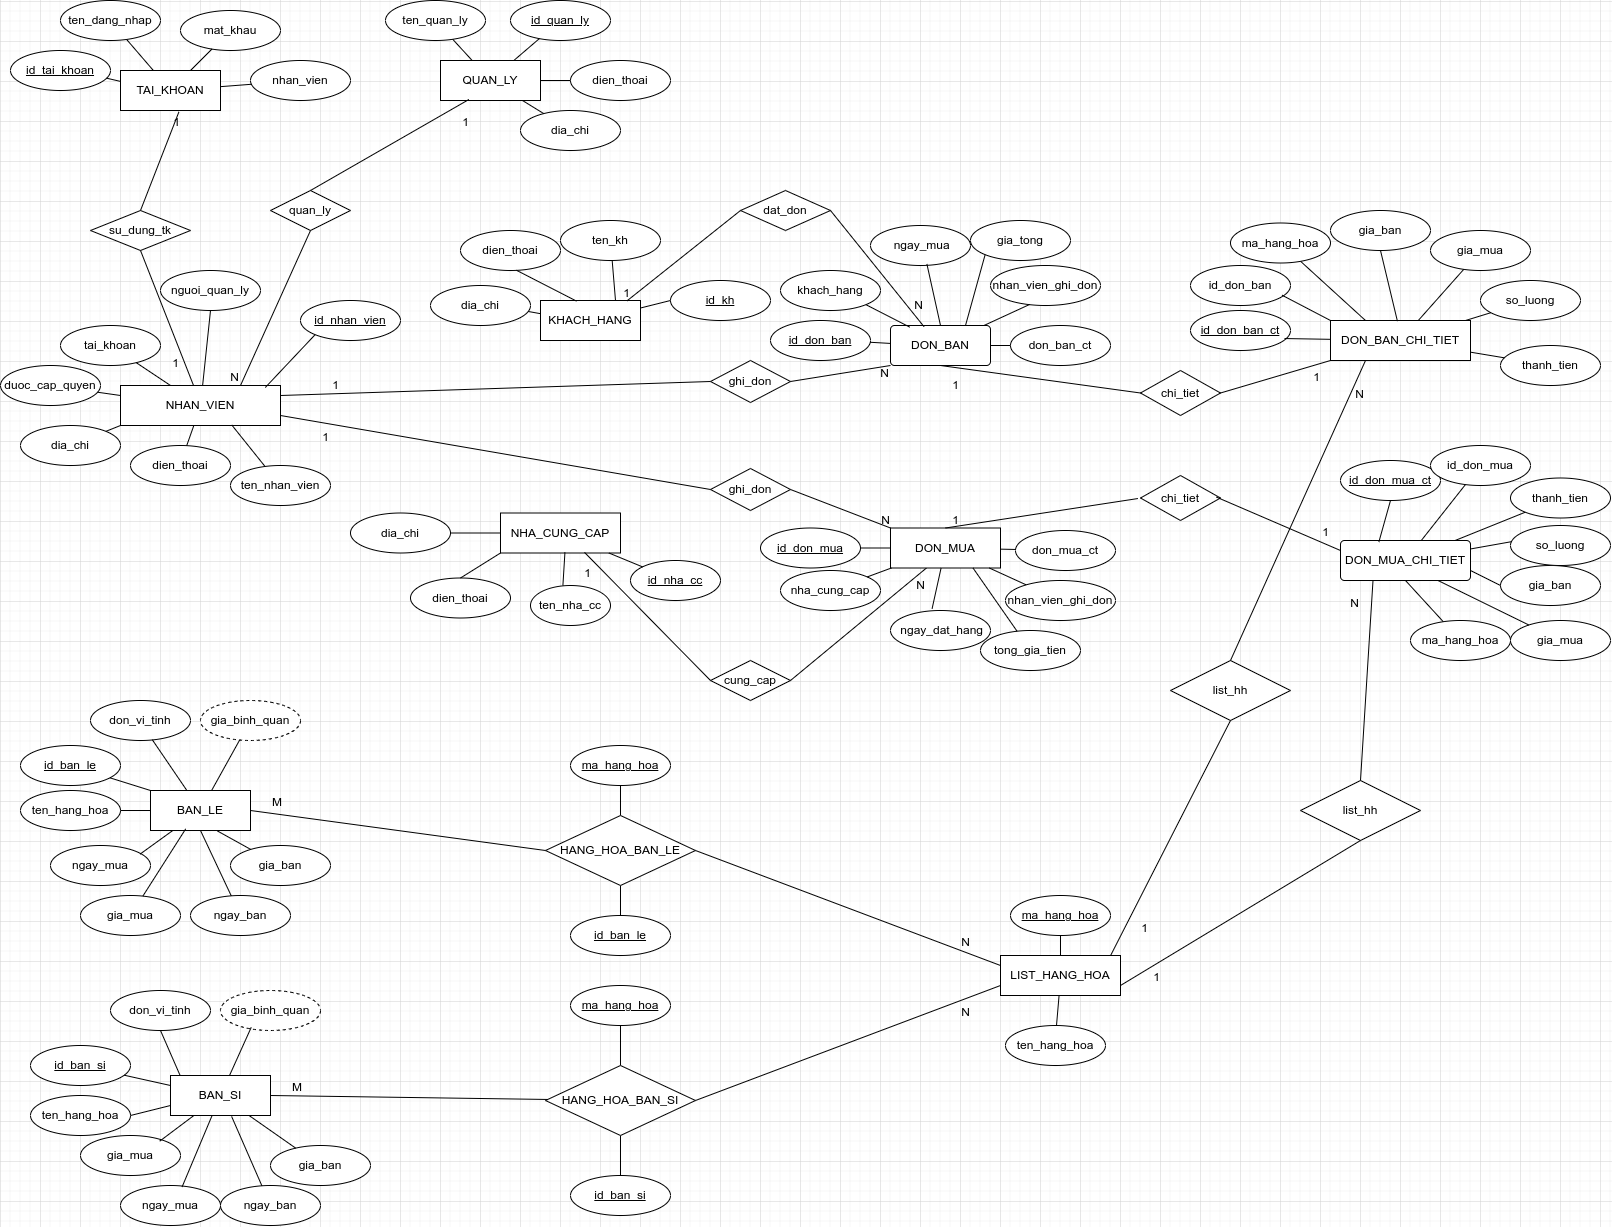 ten_dang_nhap
mat_khau
id_tai_khoan
nhan_vien
TAI_KHOAN
1
ten_quan_ly
id_quan_ly
QUAN_LY
dien_thoai
dia_chi
1
su_dung_tk
quan_ly
nguoi_quan_ly
id_nhan_vien
tai_khoan
1
N
duoc_cap_quyen
NHAN_VIEN
1
dia_chi
1
dien_thoai
ten_nhan_vien
dat_don
dien_thoai
ten_kh
dia_chi
1
id_kh
KHACH_HANG
ngay_mua
gia_tong
khach_hang
nhan_vien_ghi_don
N
id_don_ban
DON_BAN
don_ban_ct
N
1
ghi_don
chi_tiet
ma_hang_hoa
gia_ban
gia_mua
id_don_ban
so_luong
id_don_ban_ct
DON_BAN_CHI_TIET
thanh_tien
1
N
ghi_don
chi_tiet
N
1
NHA_CUNG_CAP
dia_chi
dien_thoai
1
ten_nha_cc
id_nha_cc
id_don_mua
DON_MUA
don_mua_ct
nha_cung_cap
N
nhan_vien_ghi_don
ngay_dat_hang
tong_gia_tien
cung_cap
id_don_mua_ct
id_don_mua
thanh_tien
1
so_luong
DON_MUA_CHI_TIET
gia_ban
N
ma_hang_hoa
gia_mua
list_hh
list_hh
don_vi_tinh
gia_binh_quan
id_ban_le
ten_hang_hoa
BAN_LE
M
ngay_mua
gia_ban
gia_mua
ngay_ban
ma_hang_hoa
HANG_HOA_BAN_LE
id_ban_le
N
ma_hang_hoa
1
LIST_HANG_HOA
1
N
ten_hang_hoa
don_vi_tinh
gia_binh_quan
id_ban_si
BAN_SI
M
ten_hang_hoa
gia_mua
gia_ban
ngay_mua
ngay_ban
ma_hang_hoa
HANG_HOA_BAN_SI
id_ban_si